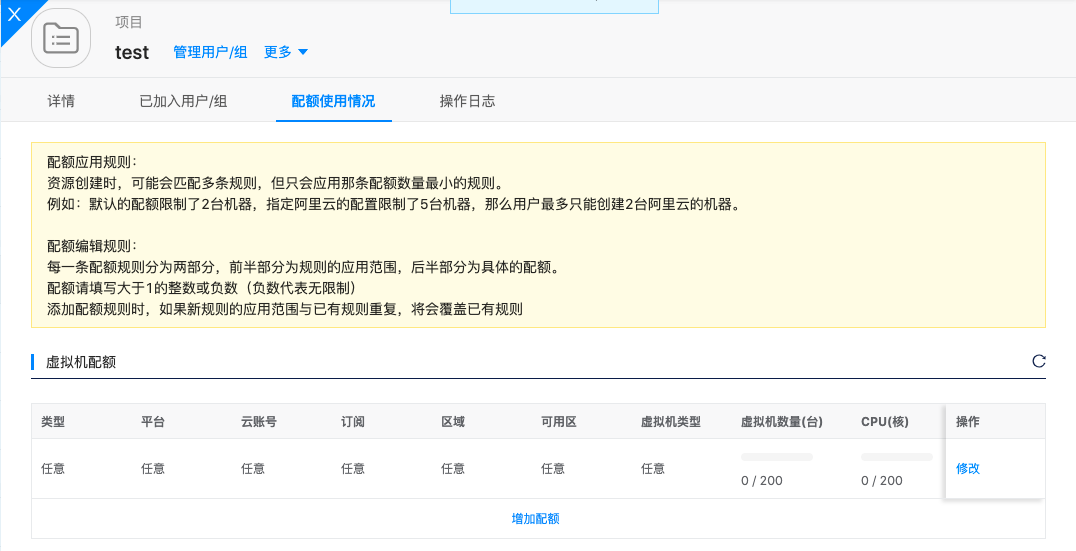 项目
test 管理用户/组 更多
详情 已加入用户/组 配额使用情况 操作日志
配额应用规则：
资源创建时，可能会匹配多条规则，但只会应用那条配额数量最小的规则。
例如：默认的配额限制了2台机器，指定阿里云的配置限制了5台机器，那么用户最多只能创建2台阿里云的机器。
配额编辑规则：
每一条配额规则分为两部分，前半部分为规则的应用范围，后半部分为具体的配额。
配额请填写大于1的整数或负数（负数代表无限制）
添加配额规则时，如果新规则的应用范围与已有规则重复，将会覆盖已有规则
虚拟机配额
类型 平台 云账号 订阅 区域 可用区 虚拟机类型 虚拟机数量(台) CPU(核) 操作
任意 任意 任意 任意 任意 任意 任意 0 / 200 0 / 200 修改
增加配额